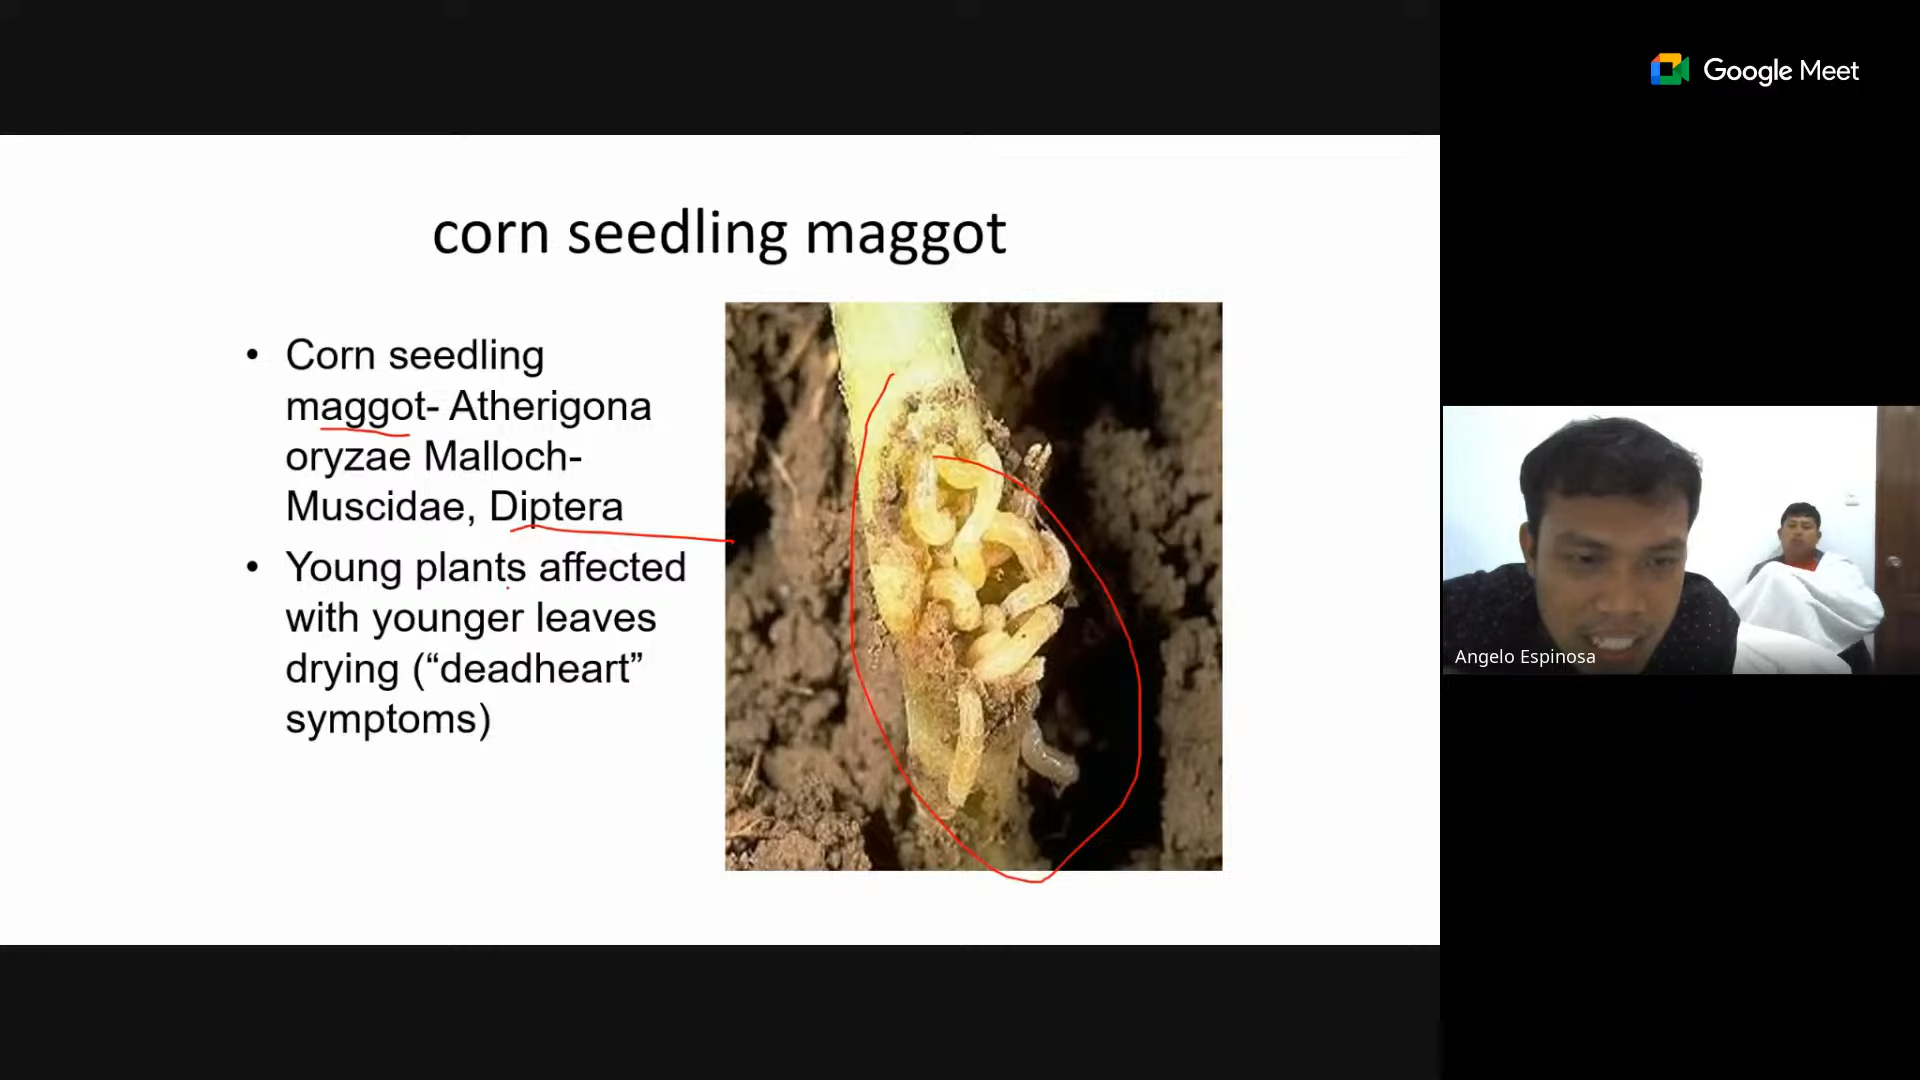 Google Meet
corn seedling maggot
• Corn seedling
maggot- Atherigona
oryzae Malloch-
Muscidae, Diptera
• Young plants affected
with younger leaves
drying (“deadheart”
symptoms)
Angelo Espinosa